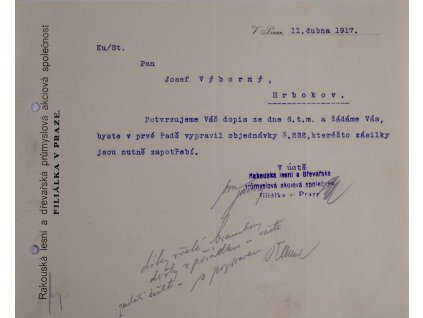 Rakouská lesní a dřevařská průmyslová akciová společnost
FILIÁLKA V PRAZE.
V Praze, 11.dubna 1917.
Ku/St.
Pan
Josef Výborný,
Hrbokov.
Potvrzujeme Váš dopis ze dne 6.t.m. a žádáme Vás,
byste v prvé řadě vypravil objednávky č.232, kteréžto zásilky
jsou nutně zapotřebí.
V úctě
Rakouská lesní a Dřevařská
průmyslová akciová společnost
filiálka v Praze